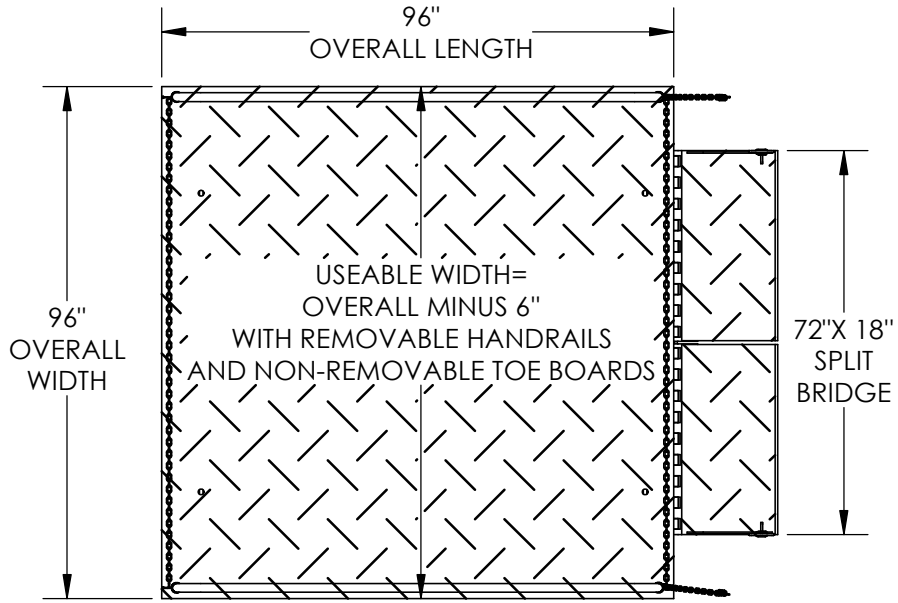 96"
OVERALL LENGTH
96"
OVERALL
WIDTH
USEABLE WIDTH=
OVERALL MINUS 6"
WITH REMOVABLE HANDRAILS
AND NON-REMOVABLE TOE BOARDS
72"X 18"
SPLIT
BRIDGE